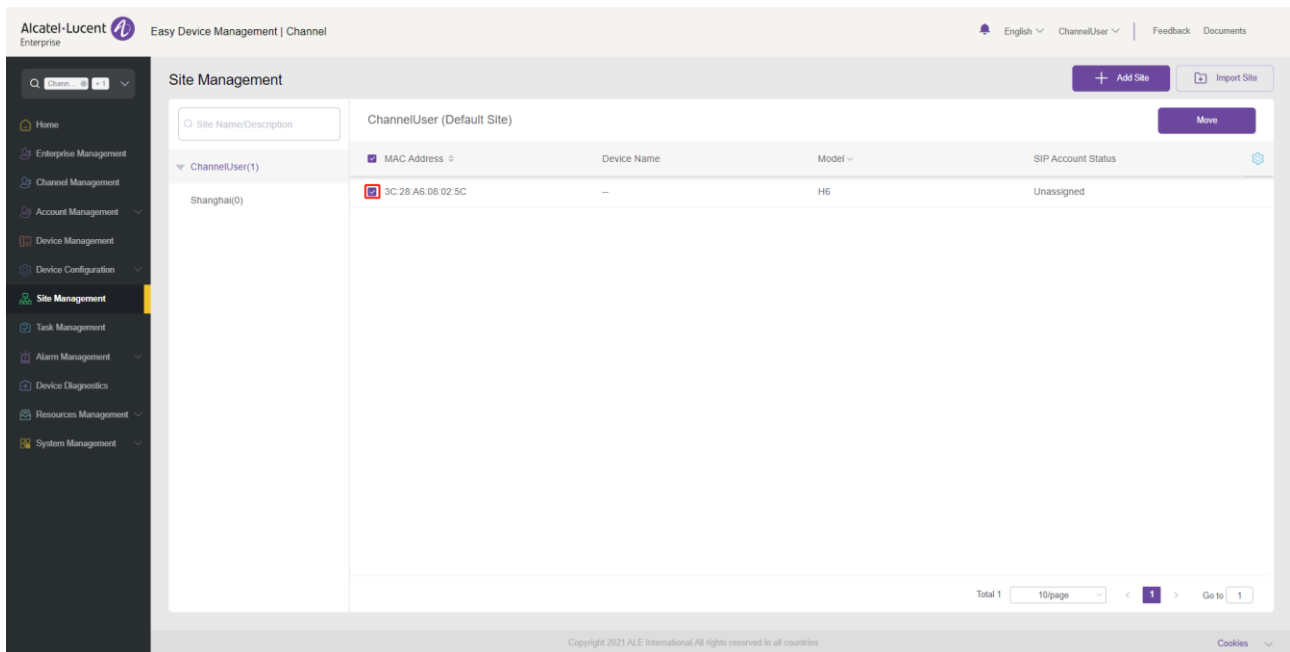 Alcatel·Lucent Enterprise
Easy Device Management | Channel
English
ChannelUser
Feedback
Documents
Chann...
+ 1
Home
Enterprise Management
Channel Management
Account Management
Device Management
Device Configuration
Site Management
Task Management
Alarm Management
Device Diagnostics
Resources Management
System Management
Site Management
Add Site
Import Site
Site Name/Description
ChannelUser(1)
Shanghai(0)
ChannelUser (Default Site)
Move
MAC Address Device Name Model SIP Account Status
3C:28:A6:08:02:5C -- H6 Unassigned
Total 1 10/page < 1 > Go to 1
Copyright 2021 ALE International.All rights reserved in all countries
Cookies